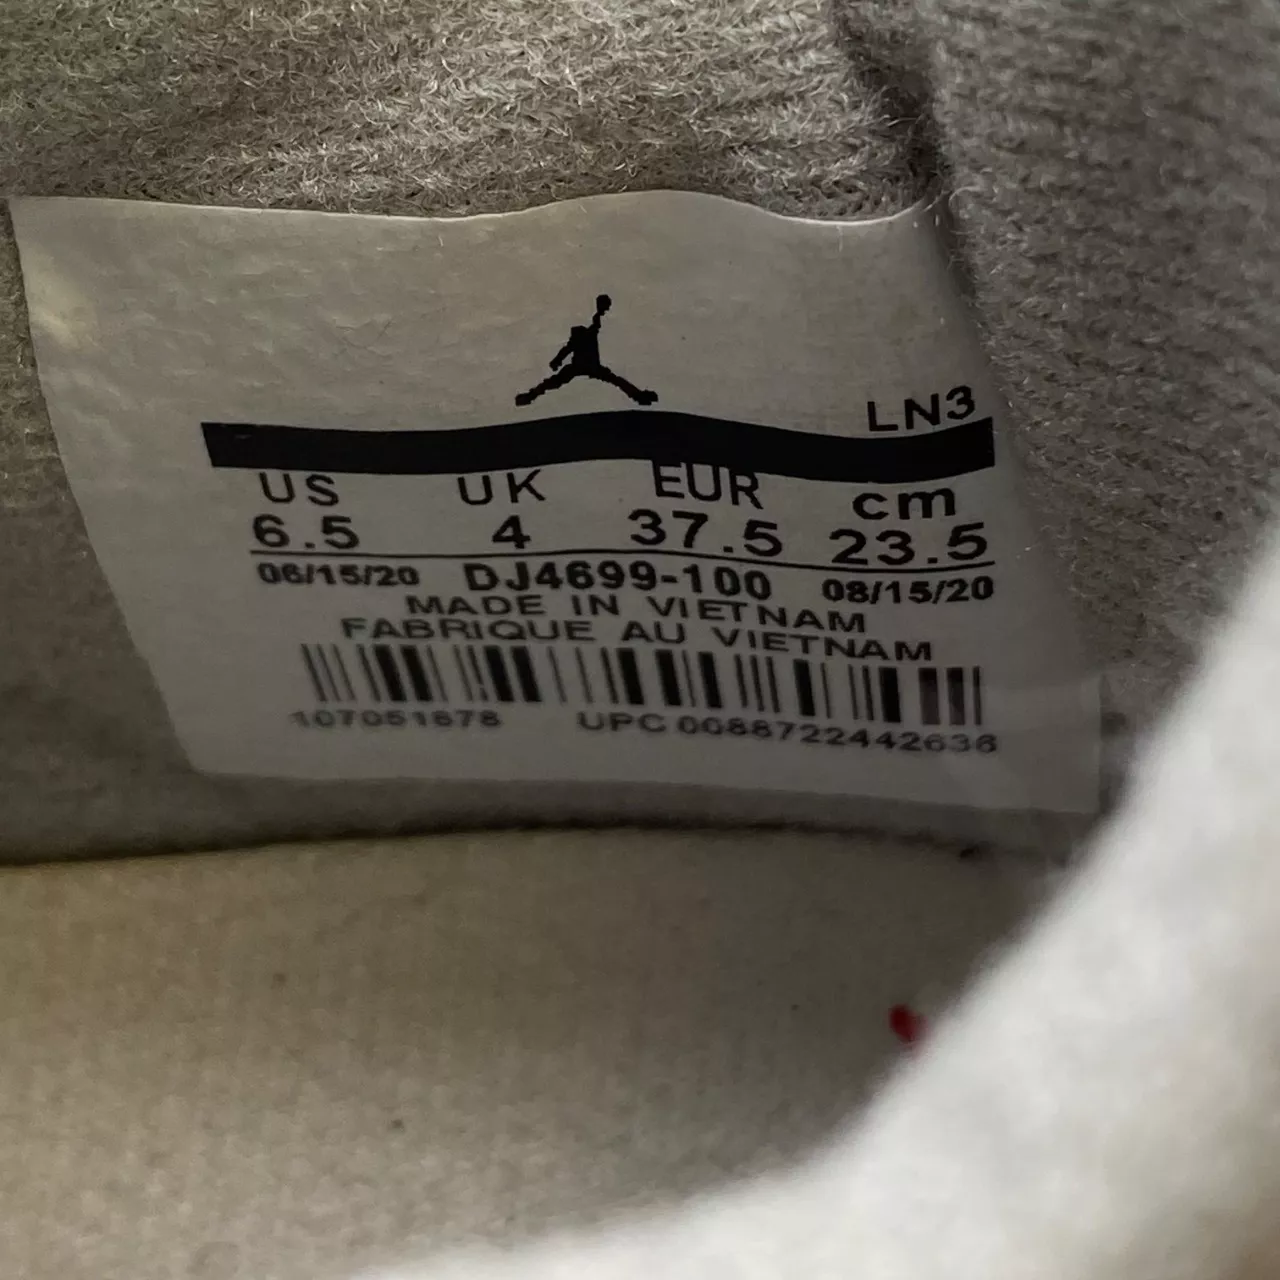 LN3
US UK EUR cm
6.5 4 37.5 23.5
06/15/20 DJ4699-100 08/15/20
MADE IN VIETNAM
FABRIQUE AU VIETNAM
107051678 UPC 0088722442636